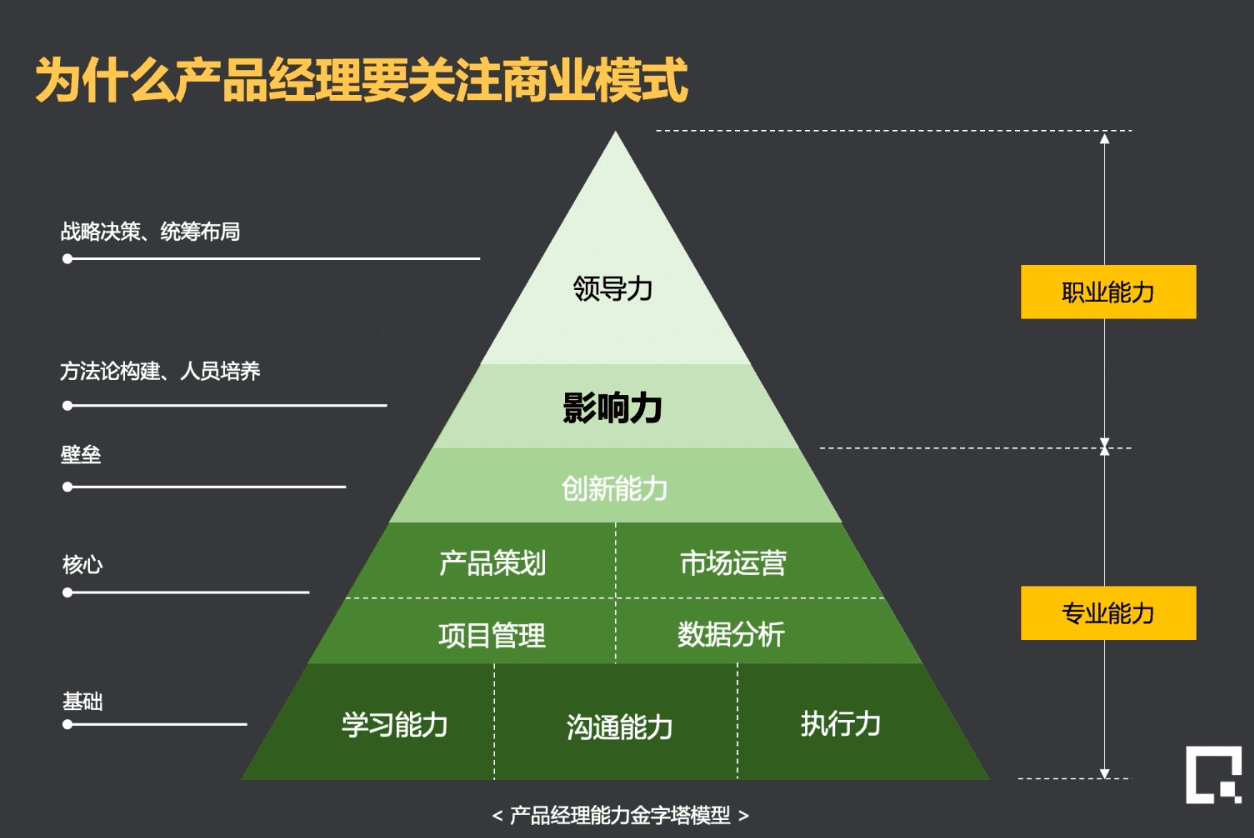 为什么产品经理要关注商业模式
战略决策、统筹布局
领导力
职业能力
方法论构建、人员培养
影响力
壁垒
创新能力
核心
产品策划
市场运营
项目管理
数据分析
专业能力
基础
学习能力
沟通能力
执行力
< 产品经理能力金字塔模型 >